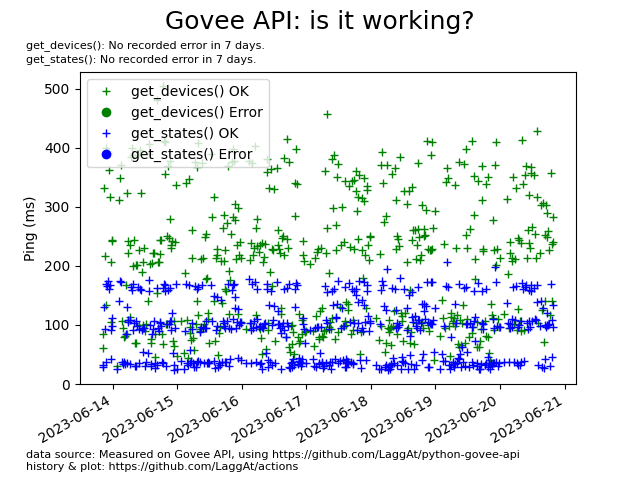 Govee API: is it working?
get_devices(): No recorded error in 7 days.
get_states(): No recorded error in 7 days.
get_devices() OK
get_devices() Error
get_states() OK
get_states() Error
Ping (ms)
500
400
300
200
100
0
2023-06-14
2023-06-15
2023-06-16
2023-06-17
2023-06-18
2023-06-19
2023-06-20
2023-06-21
data source: Measured on Govee API, using https://github.com/LaggAt/python-govee-api
history & plot: https://github.com/LaggAt/actions